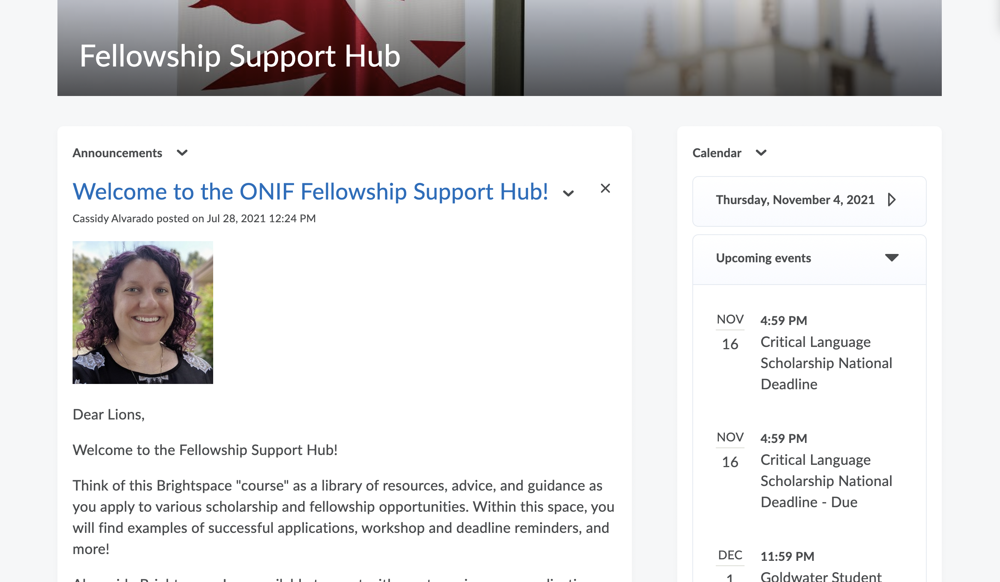 Fellowship Support Hub
Announcements
Welcome to the ONIF Fellowship Support Hub!
Cassidy Alvarado posted on Jul 28, 2021 12:24 PM
Dear Lions,
Welcome to the Fellowship Support Hub!
Think of this Brightspace "course" as a library of resources, advice, and guidance as
you apply to various scholarship and fellowship opportunities. Within this space, you
will find examples of successful applications, workshop and deadline reminders, and
more!
Calendar
Thursday, November 4, 2021
Upcoming events
NOV
16
4:59 PM
Critical Language
Scholarship National
Deadline
NOV
16
4:59 PM
Critical Language
Scholarship National
Deadline - Due
DEC
1
11:59 PM
Goldwater Student